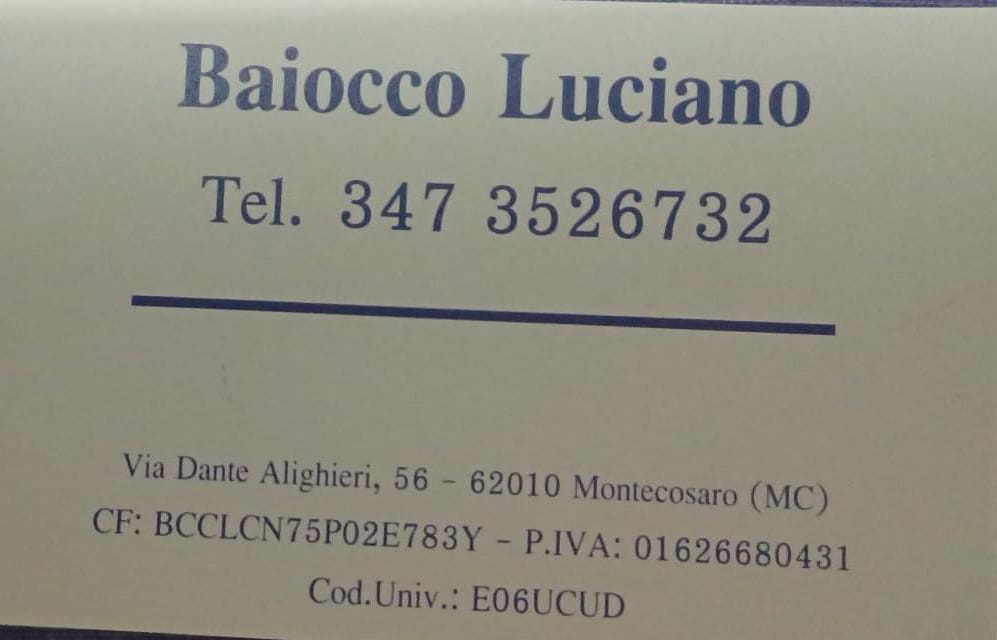 Baiocco Luciano
Tel. 347 3526732
Via Dante Alighieri, 56 - 62010 Montecosaro (MC)
CF: BCCLCN75P02E783Y - P.IVA: 01626680431
Cod.Univ.: E06UCUD